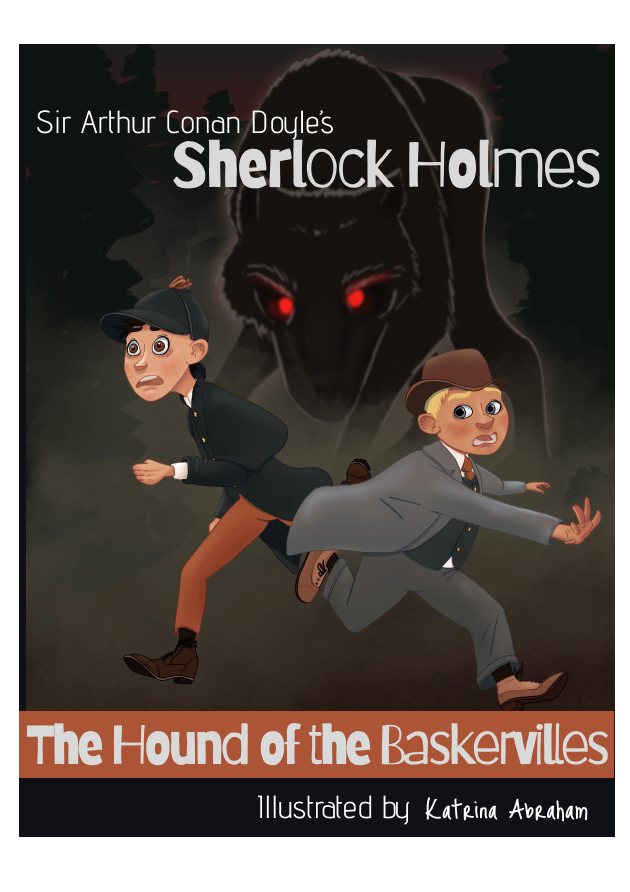 Sir Arthur Conan Doyle's
Sherlock Holmes
The Hound of the Baskervilles
Illustrated by Katrina Abraham